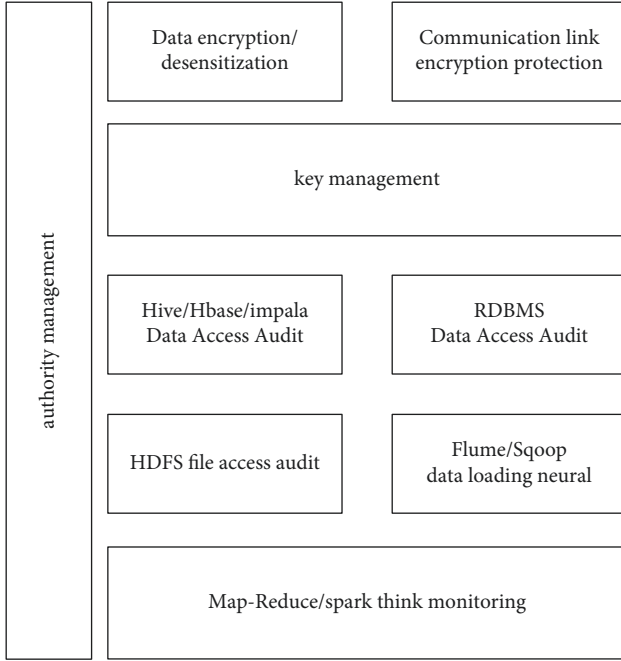 authority management
Data encryption/
desensitization
Communication link
encryption protection
key management
Hive/Hbase/impala
Data Access Audit
RDBMS
Data Access Audit
HDFS file access audit
Flume/Sqoop
data loading neural
Map-Reduce/spark think monitoring